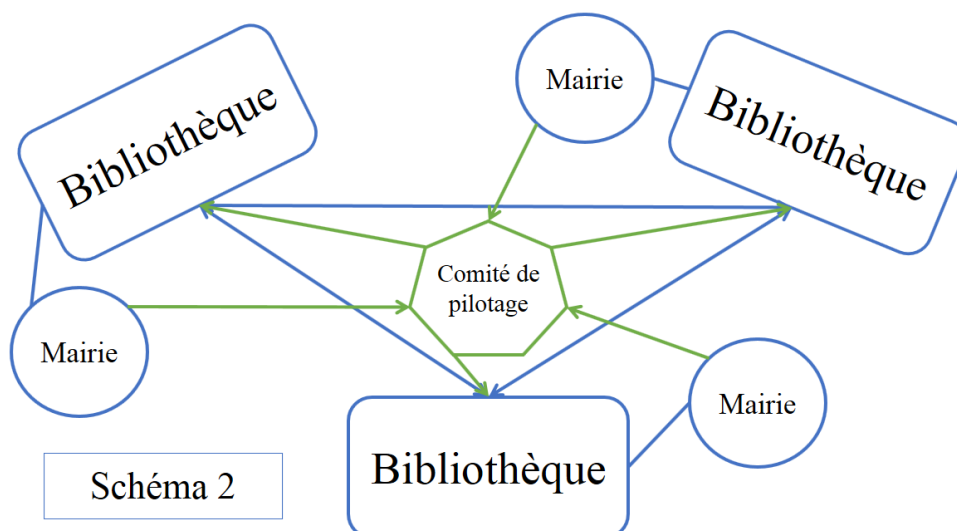 Mairie
Bibliothèque
Bibliothèque
Comité de
pilotage
Mairie
Mairie
Bibliothèque
Schéma 2